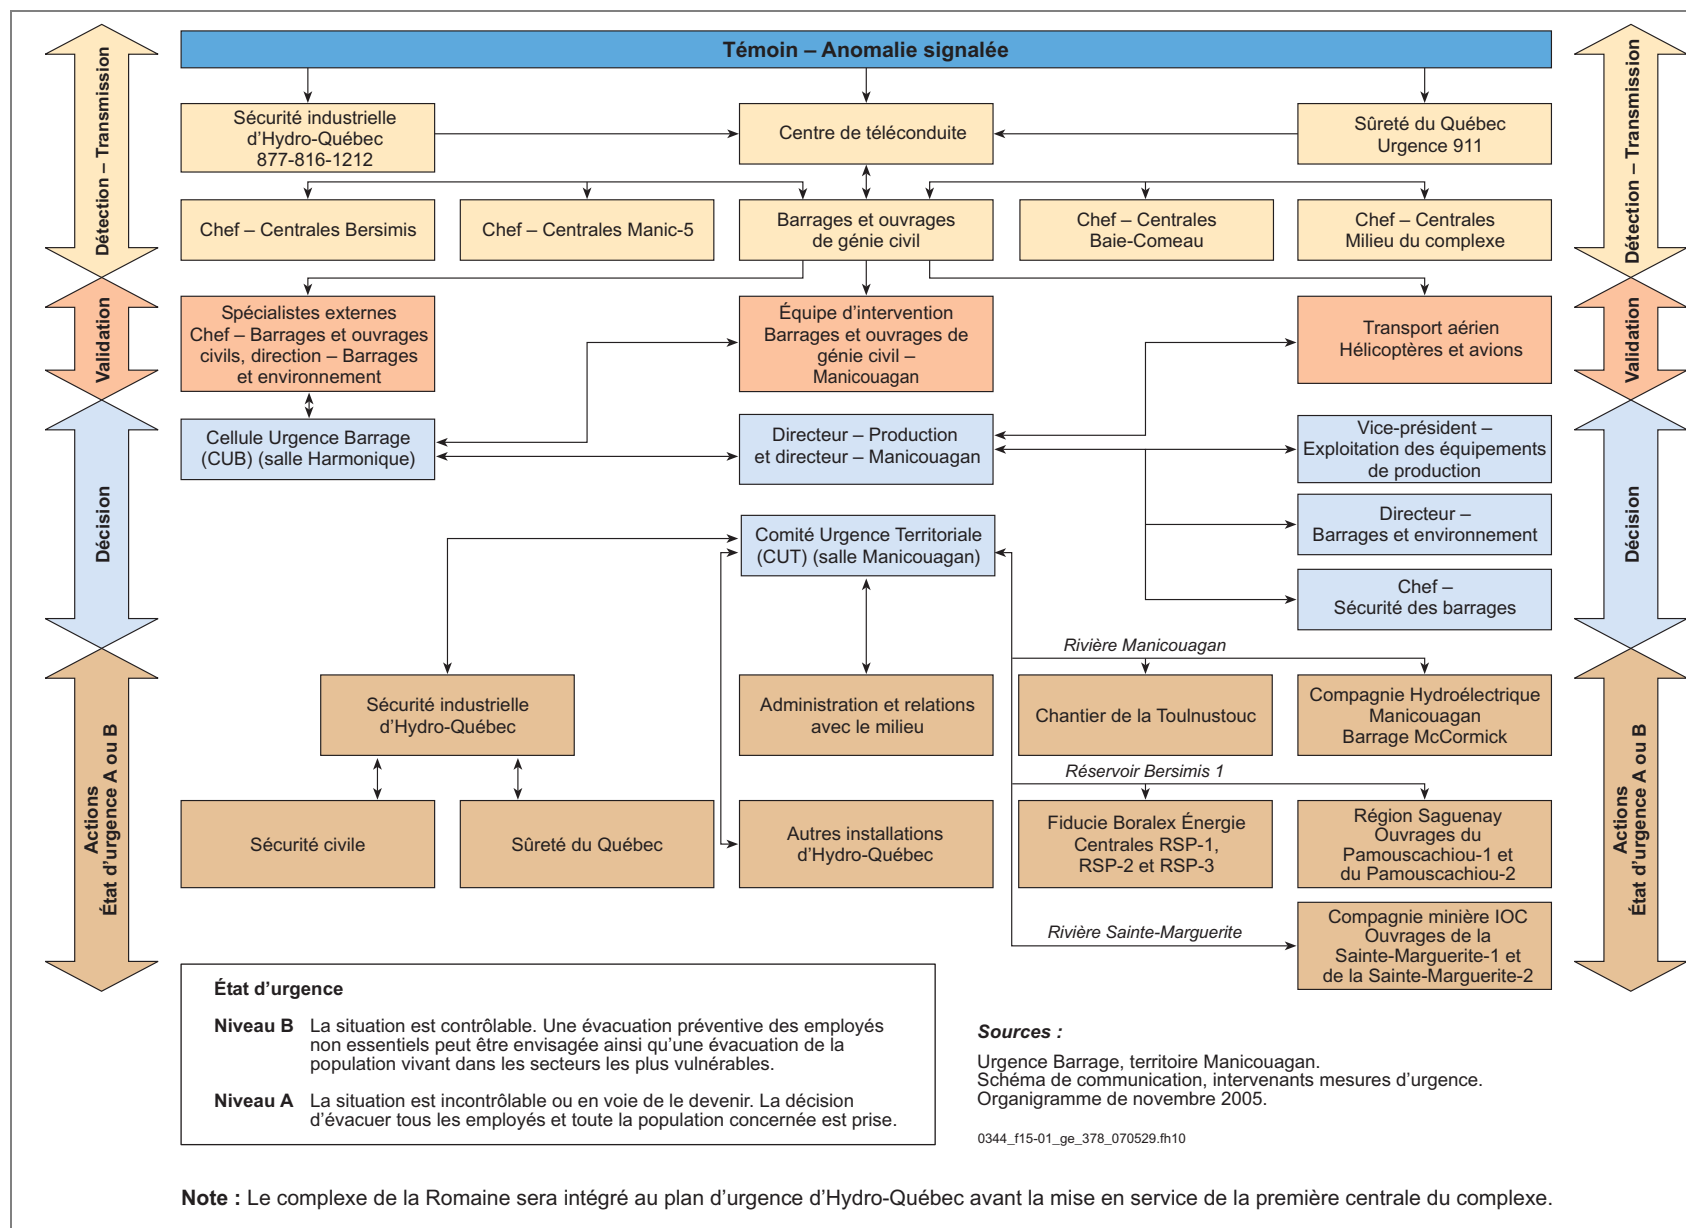 Témoin – Anomalie signalée
Détection – Transmission
Détection – Transmission
Sécurité industrielle
d'Hydro-Québec
877-816-1212
Centre de téléconduite
Sûreté du Québec
Urgence 911
Chef – Centrales Bersimis
Chef – Centrales Manic-5
Barrages et ouvrages
de génie civil
Chef – Centrales
Baie-Comeau
Chef – Centrales
Milieu du complexe
Validation
Validation
Spécialistes externes
Chef – Barrages et ouvrages
civils, direction – Barrages
et environnement
Équipe d'intervention
Barrages et ouvrages de
génie civil –
Manicouagan
Transport aérien
Hélicoptères et avions
Décision
Décision
Cellule Urgence Barrage
(CUB) (salle Harmonique)
Directeur – Production
et directeur – Manicouagan
Vice-président –
Exploitation des équipements
de production
Directeur –
Barrages et environnement
Comité Urgence Territoriale
(CUT) (salle Manicouagan)
Chef –
Sécurité des barrages
Actions
État d'urgence A ou B
Actions
État d'urgence A ou B
Rivière Manicouagan
Sécurité industrielle
d'Hydro-Québec
Administration et relations
avec le milieu
Chantier de la Toulnustouc
Compagnie Hydroélectrique
Manicouagan
Barrage McCormick
Réservoir Bersimis 1
Sécurité civile
Sûreté du Québec
Autres installations
d'Hydro-Québec
Fiducie Boralex Énergie
Centrales RSP-1,
RSP-2 et RSP-3
Région Saguenay
Ouvrages du
Pamouscachiou-1 et
du Pamouscachiou-2
Rivière Sainte-Marguerite
Compagnie minière IOC
Ouvrages de la
Sainte-Marguerite-1 et
de la Sainte-Marguerite-2
État d'urgence
Niveau B La situation est contrôlable. Une évacuation préventive des employés
non essentiels peut être envisagée ainsi qu'une évacuation de la
population vivant dans les secteurs les plus vulnérables.
Niveau A La situation est incontrôlable ou en voie de le devenir. La décision
d'évacuer tous les employés et toute la population concernée est prise.
Sources :
Urgence Barrage, territoire Manicouagan.
Schéma de communication, intervenants mesures d'urgence.
Organigramme de novembre 2005.
0344_f15-01_ge_378_070529.fh10
Note : Le complexe de la Romaine sera intégré au plan d'urgence d'Hydro-Québec avant la mise en service de la première centrale du complexe.